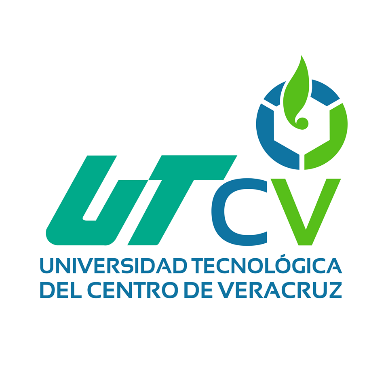 UTCV
UNIVERSIDAD TECNOLÓGICA
DEL CENTRO DE VERACRUZ